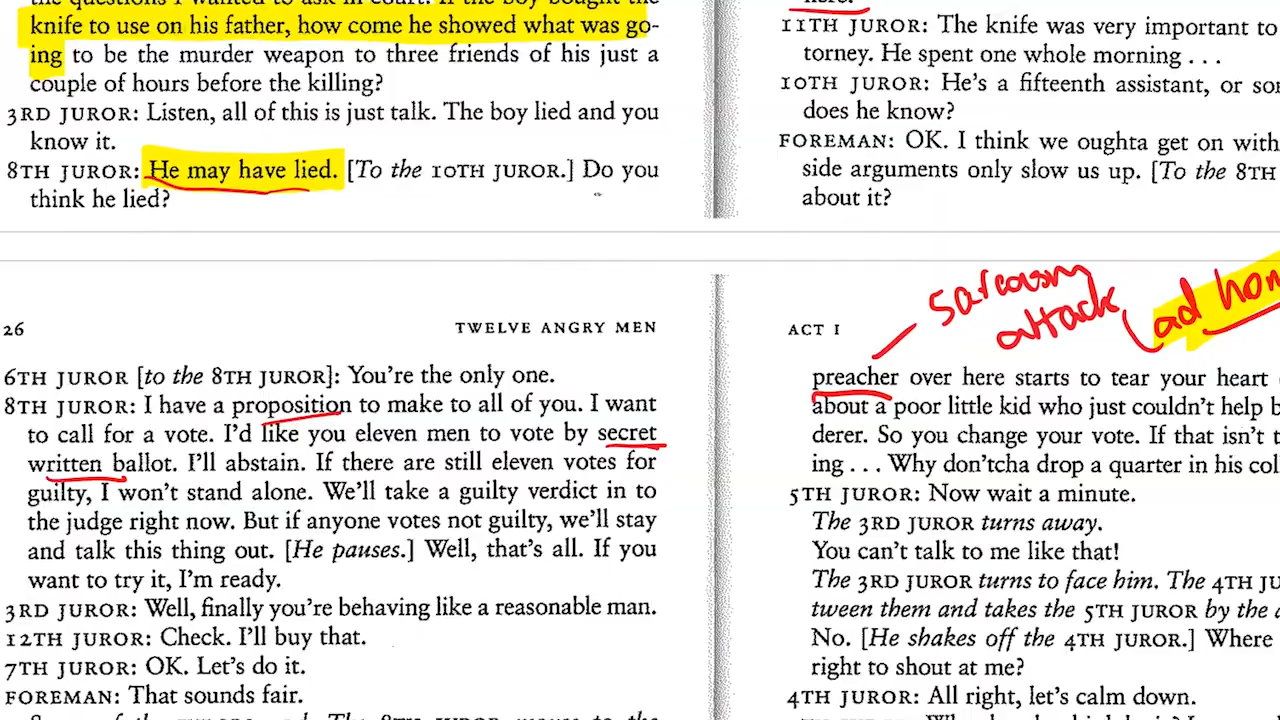 the questions I wanted to ask in court. If the boy bought the
knife to use on his father, how come he showed what was go-
ing to be the murder weapon to three friends of his just a
couple of hours before the killing?
3RD JUROR: Listen, all of this is just talk. The boy lied and you
know it.
8TH JUROR: He may have lied. [To the 10TH JUROR.] Do you
think he lied?
here.
11TH JUROR: The knife was very important to
torney. He spent one whole morning . . .
10TH JUROR: He's a fifteenth assistant, or
does he know?
FOREMAN: OK. I think we oughta get on with
side arguments only slow us up. [To the 8TH
about it?
26
TWELVE ANGRY MEN
6TH JUROR [to the 8TH JUROR]: You're the only one.
8TH JUROR: I have a proposition to make to all of you. I want
to call for a vote. I'd like you eleven men to vote by secret
written ballot. I'll abstain. If there are still eleven votes for
guilty, I won't stand alone. We'll take a guilty verdict in to
the judge right now. But if anyone votes not guilty, we'll stay
and talk this thing out. [He pauses.] Well, that's all. If you
want to try it, I'm ready.
3RD JUROR: Well, finally you're behaving like a reasonable man.
12TH JUROR: Check. I'll buy that.
7TH JUROR: OK. Let's do it.
FOREMAN: That sounds fair.
sarcasm
attack
ad hom
ACT I
preacher over here starts to tear your heart
about a poor little kid who just couldn't help
derer. So you change your vote. If that isn't
ing . . . Why don'tcha drop a quarter in his col
5TH JUROR: Now wait a minute.
The 3RD JUROR turns away.
You can't talk to me like that!
The 3RD JUROR turns to face him. The 4TH JU
tween them and takes the 5TH JUROR by the
No. [He shakes off the 4TH JUROR.] Where
right to shout at me?
4TH JUROR: All right, let's calm down.